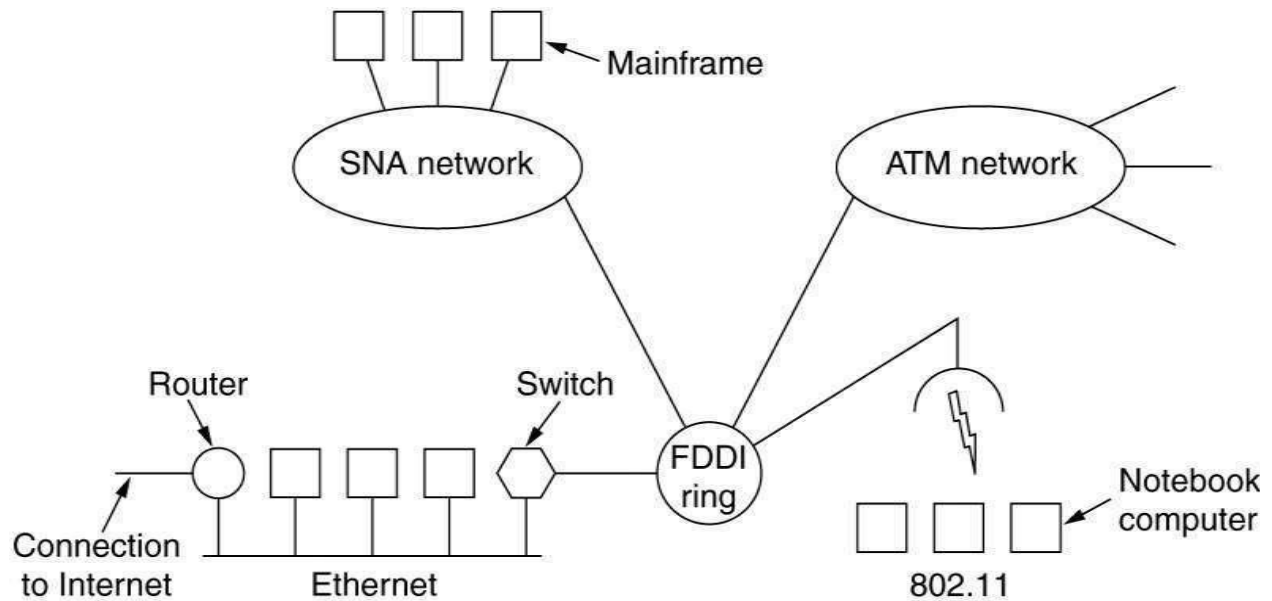 Mainframe
SNA network
ATM network
Router
Switch
FDDI
ring
Notebook
computer
Connection
to Internet
Ethernet
802.11